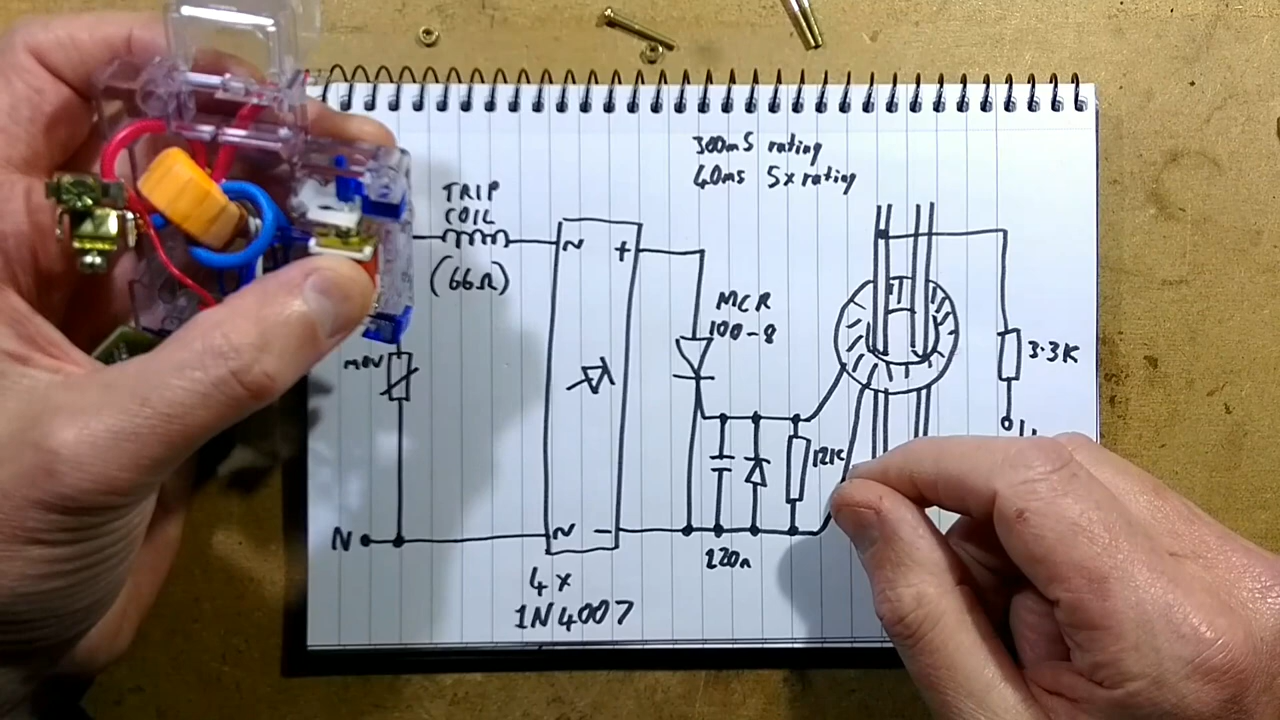 300mS rating
40ms 5x rating
TRIP
COIL
(66Ω)
~
+
MCR
100-8
MOV
3.3K
12K
N
~
−
220n
4x
1N4007